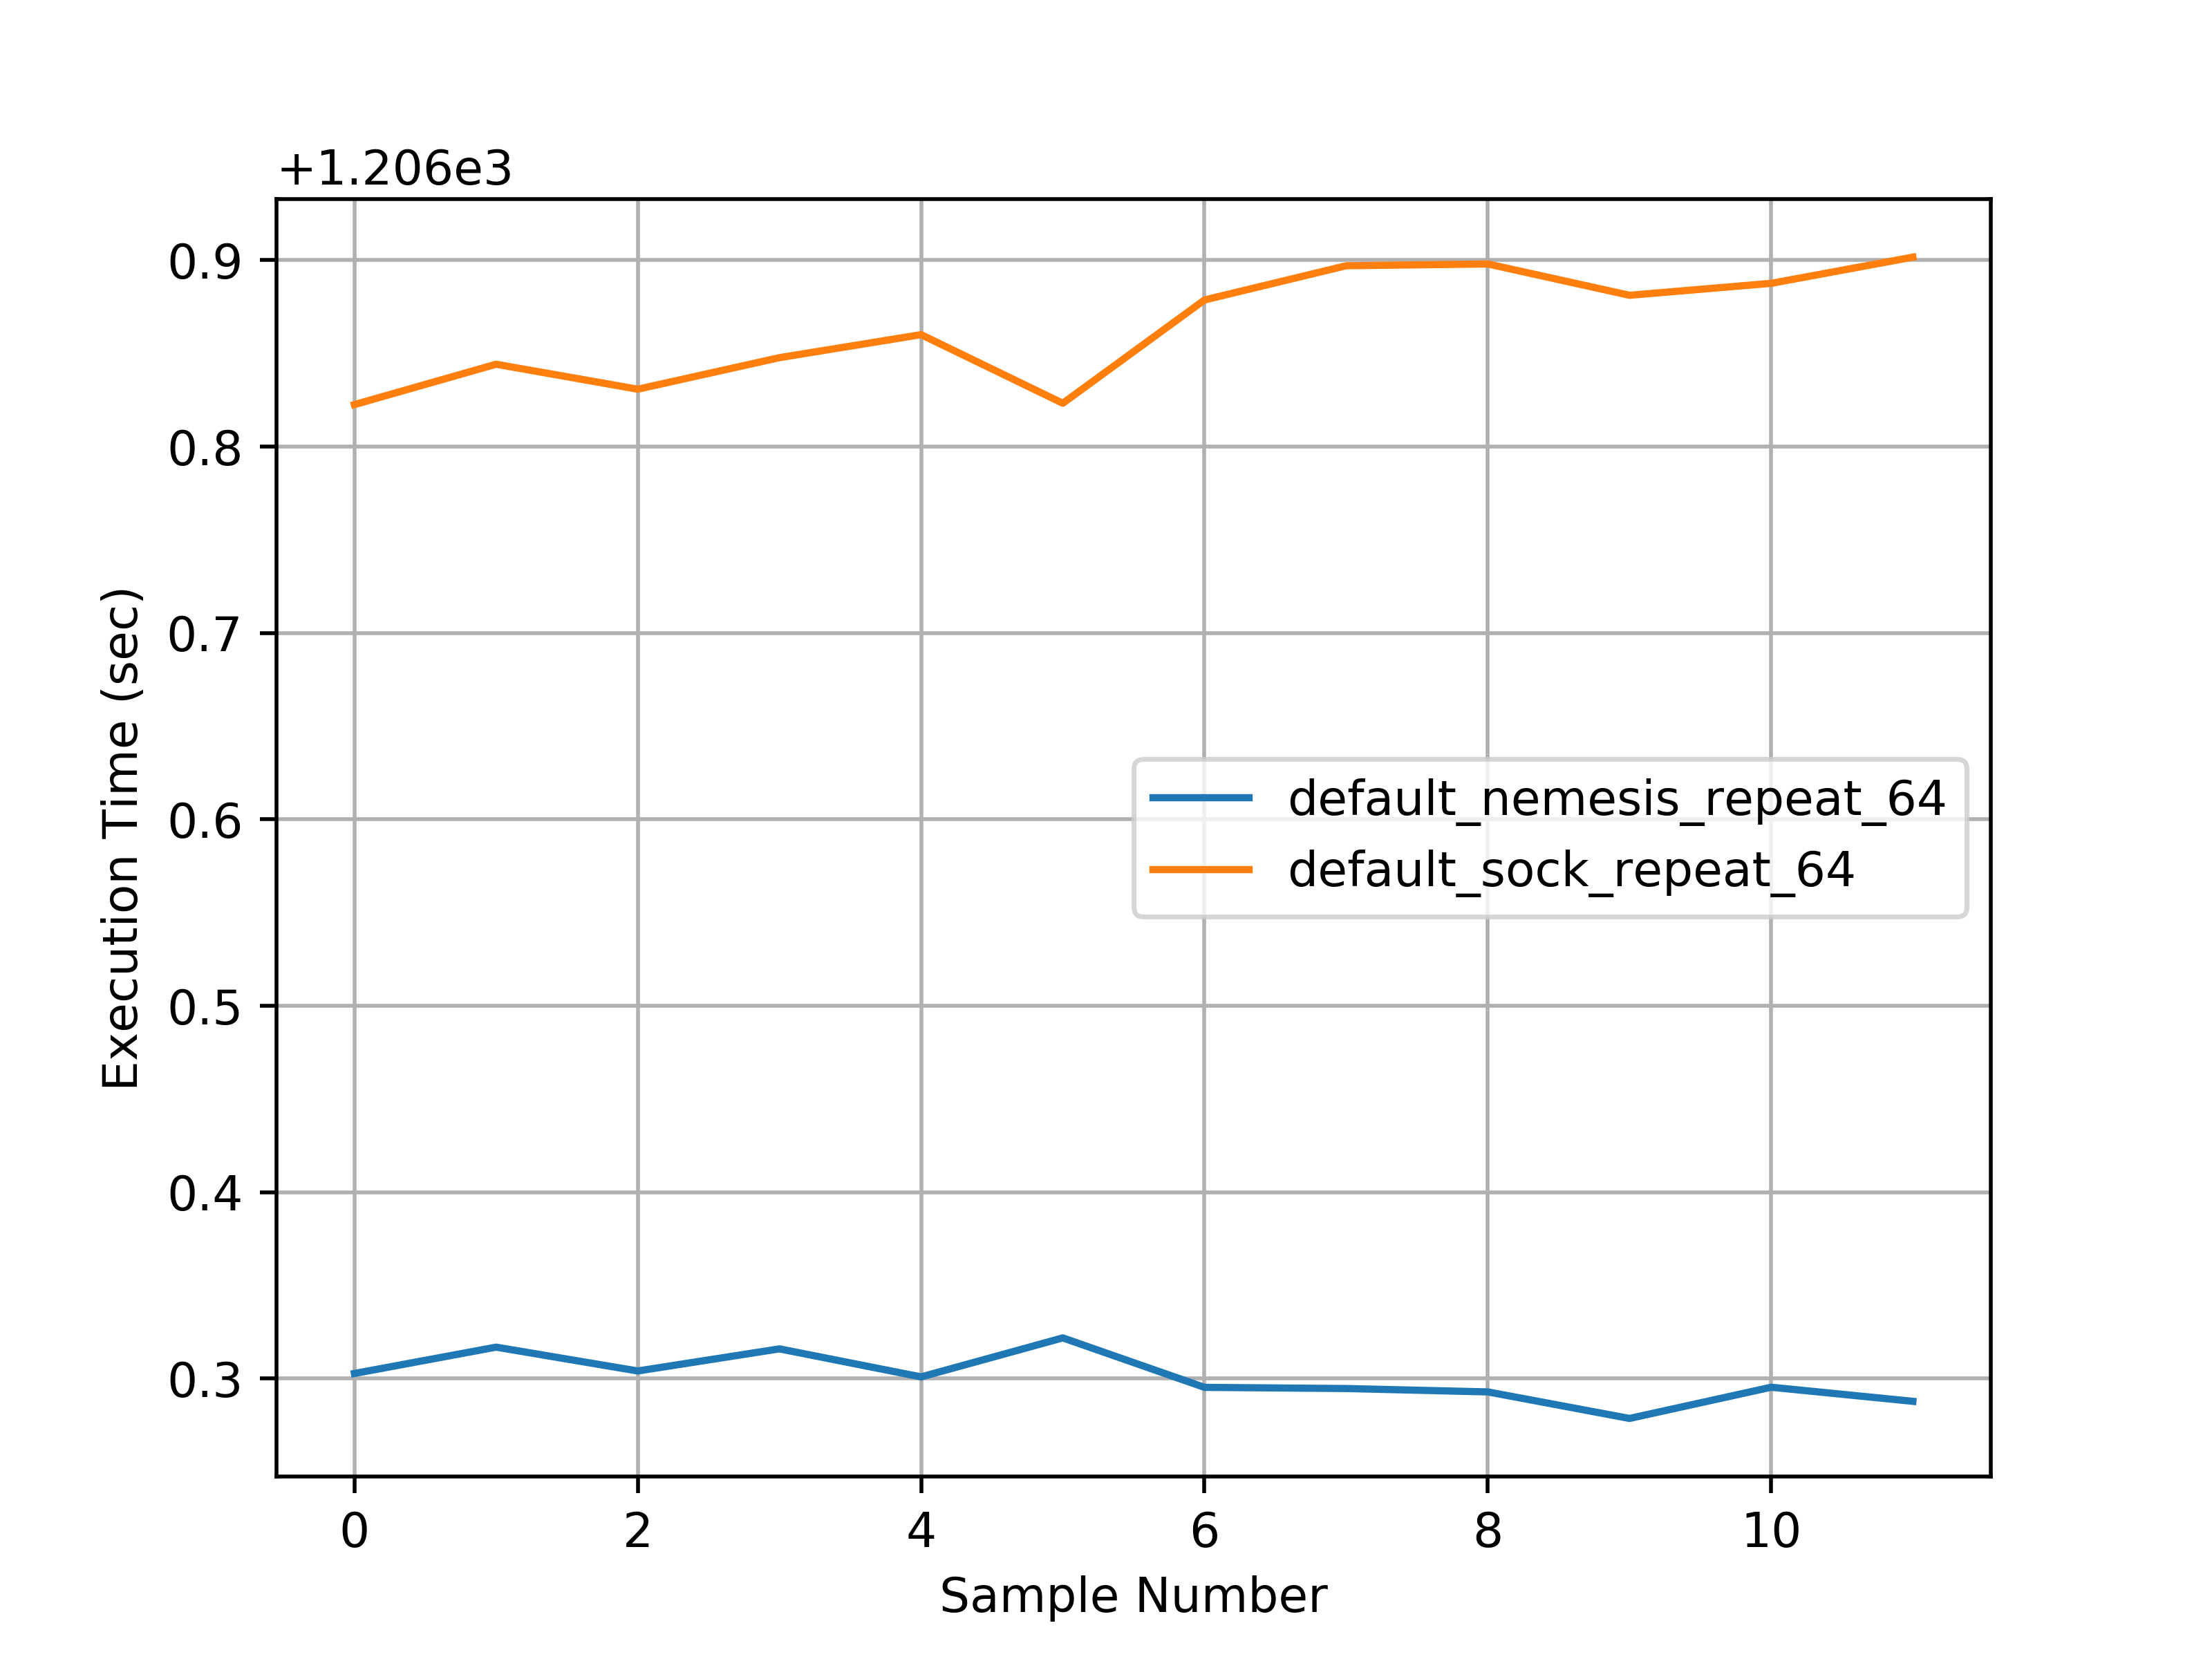 +1.206e3
0.9
0.8
0.7
0.6
0.5
0.4
0.3
Execution Time (sec)
default_nemesis_repeat_64
default_sock_repeat_64
0 2 4 6 8 10
Sample Number